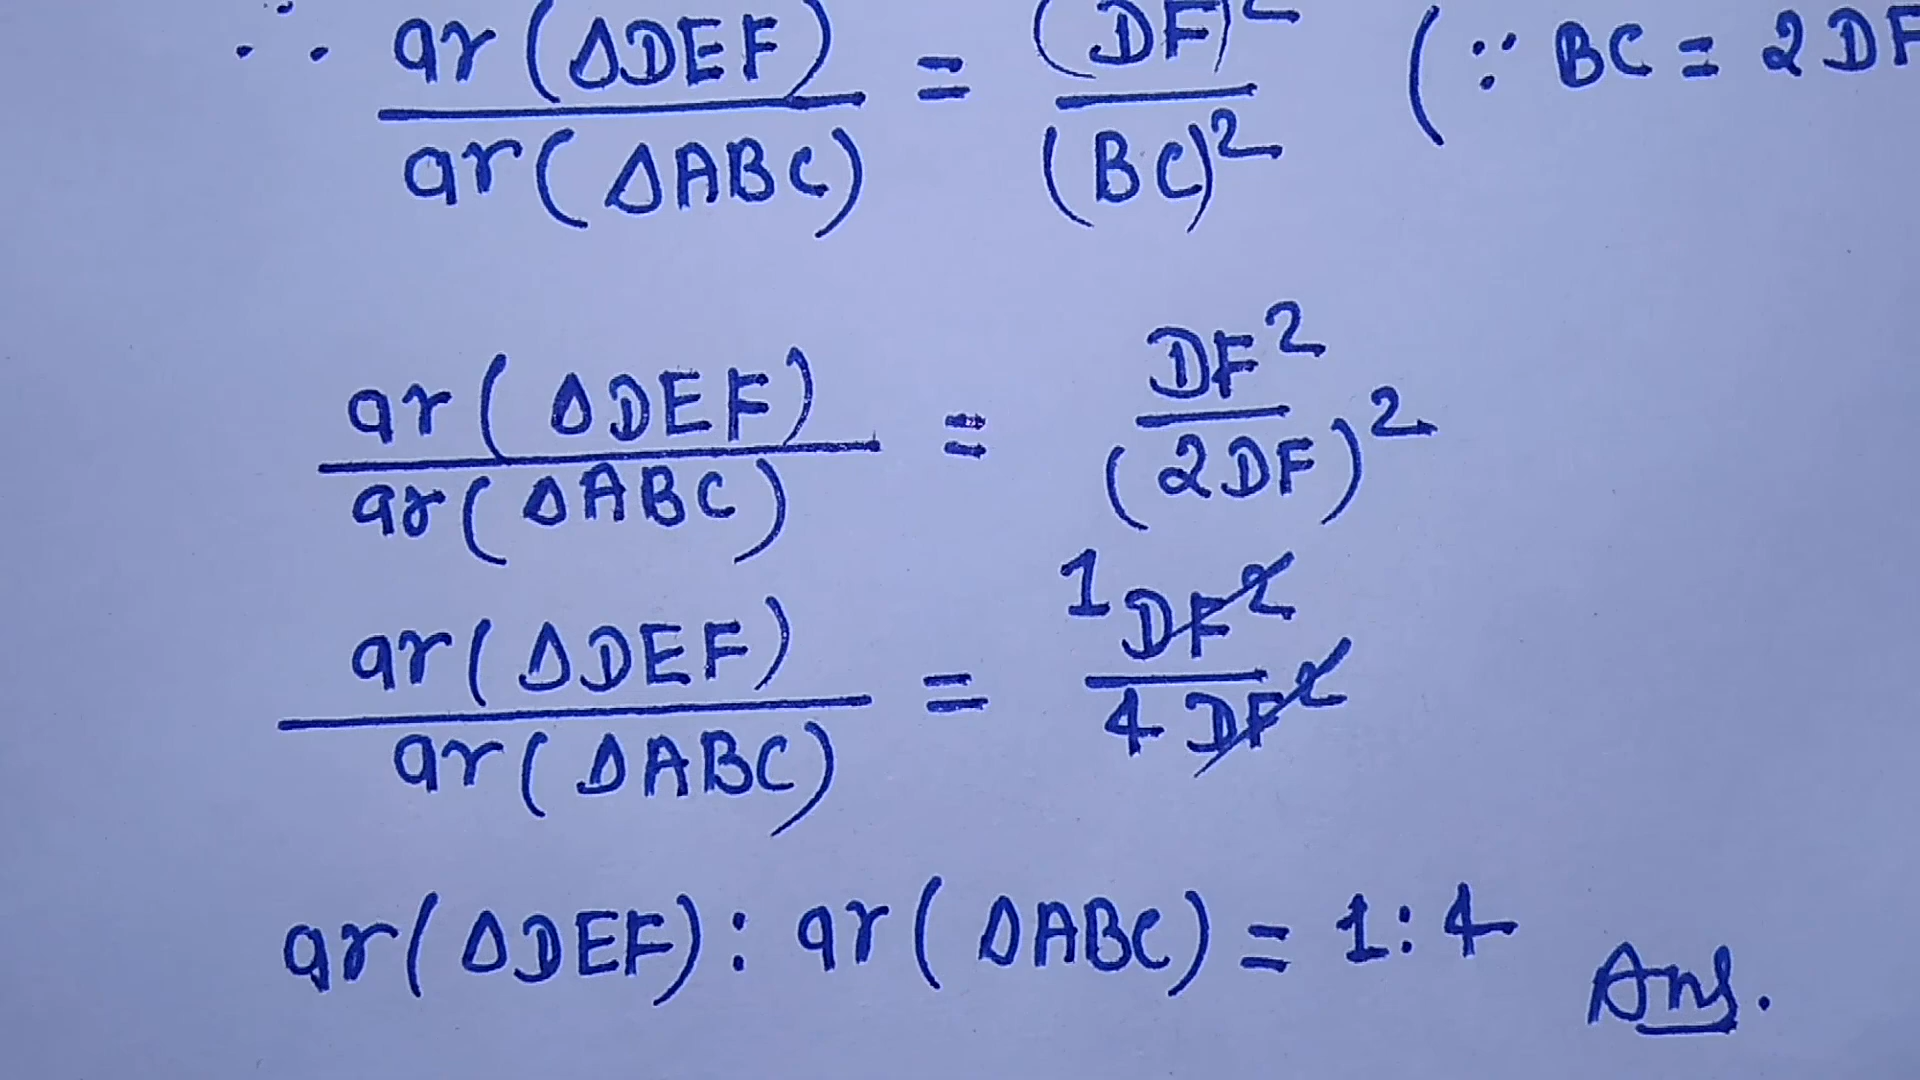 ∴ ar(ΔDEF)/ar(ΔABC) = (DF)²/(BC)² (∵ BC = 2DF
ar(ΔDEF)/ar(ΔABC) = DF²/(2DF)²
ar(ΔDEF)/ar(ΔABC) = 1 DF²/4 DF²
ar(ΔDEF) : ar(ΔABC) = 1 : 4
Ans.